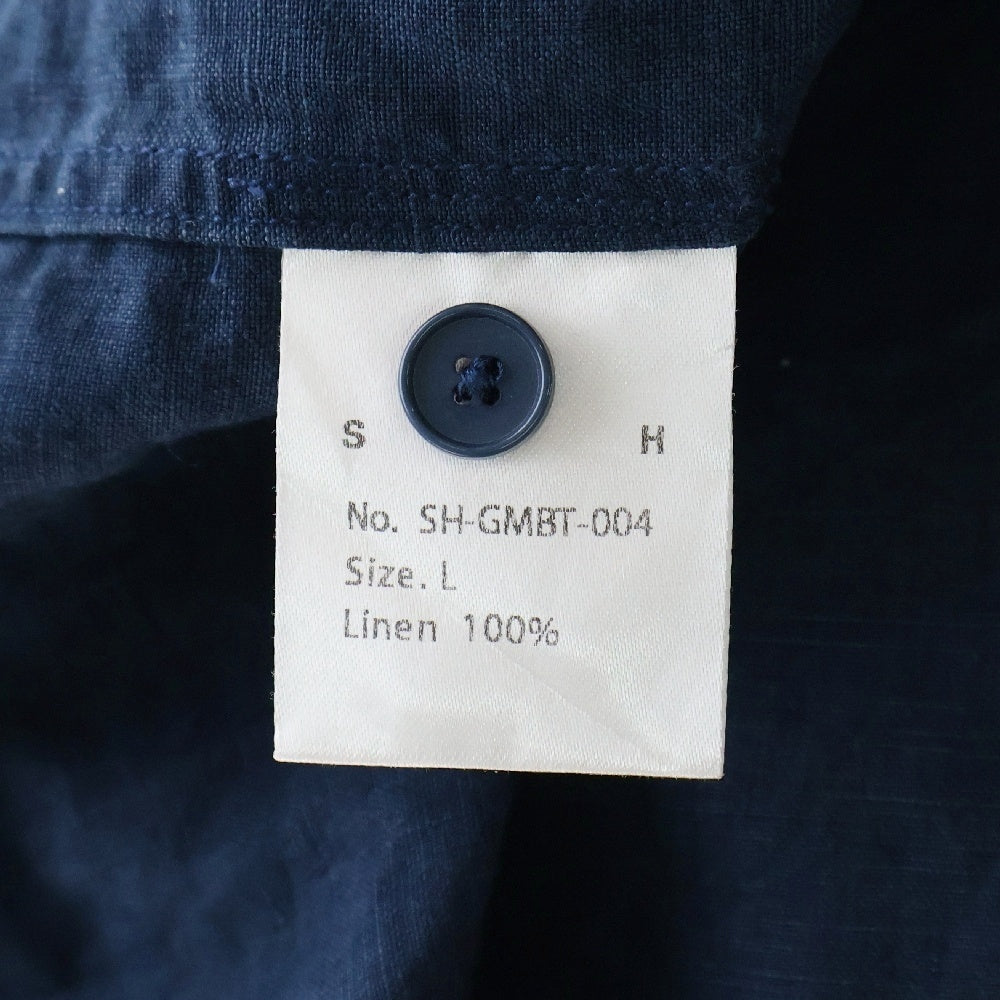 S H
No. SH-GMBT-004
Size. L
Linen 100%